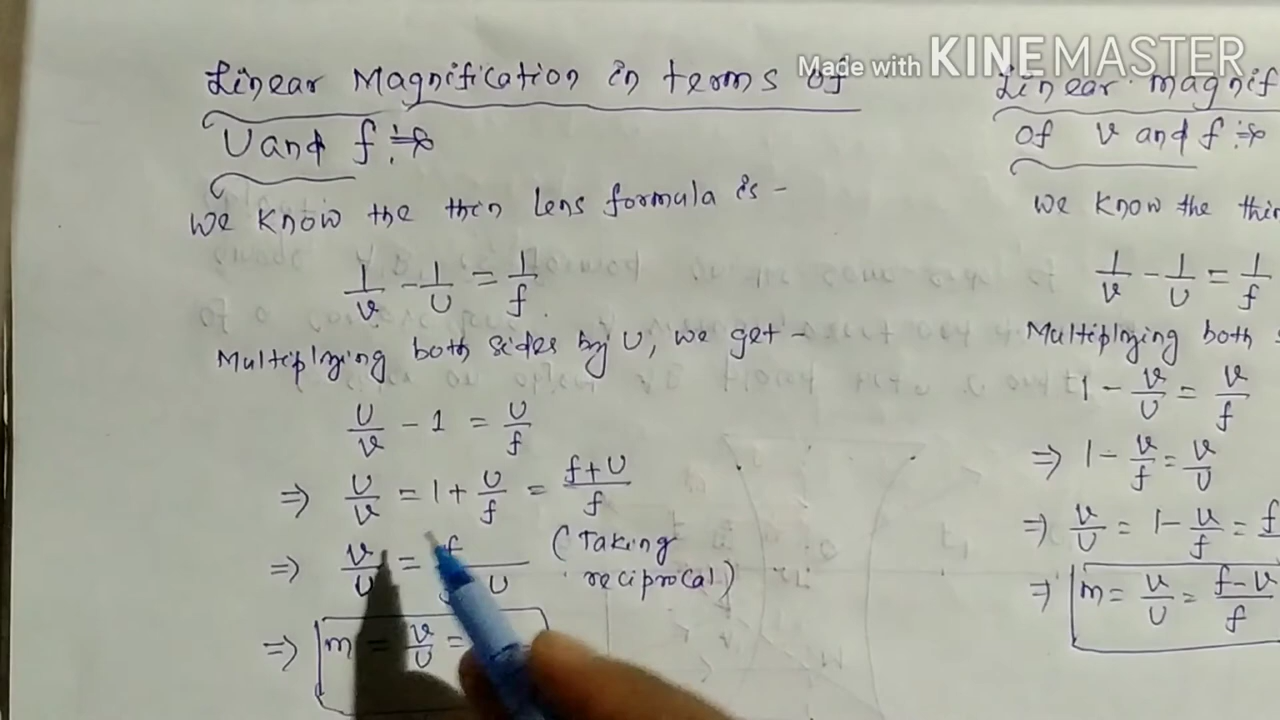 Made with KINEMASTER
Linear Magnification in terms of
U and f :⇒
We know the thin lens formula is -
1/v - 1/U = 1/f
Multiplying both sides by U, we get -
U/v - 1 = U/f
⇒ U/v = 1 + U/f = f+U/f
⇒ v/U = f/ U (Taking
reciprocal)
⇒ m = v/U =
Linear magnif
of v and f :⇒
We know the thin
1/v - 1/U = 1/f
Multiplying both s
1 - v/U = v/f
⇒ 1 - v/f = v/U
⇒ v/U = 1 - v/f = f
⇒ m = v/U = f-v/f